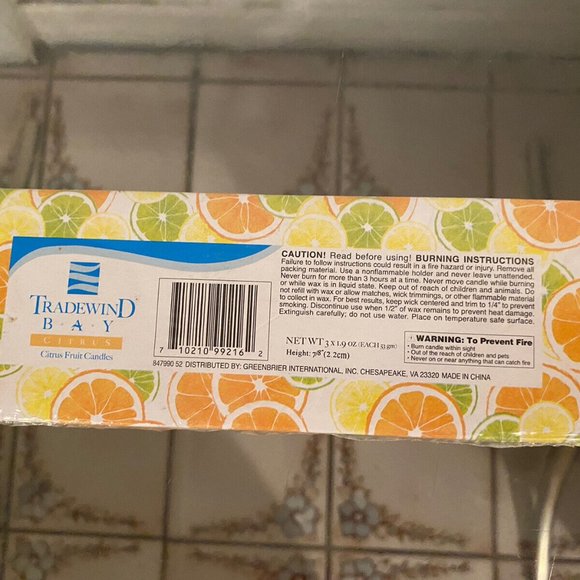 TRADEWIND
BAY
CITRUS
Citrus Fruit Candles
7 10210 99216 2
CAUTION! Read before using! BURNING INSTRUCTIONS
Failure to follow instructions could result in a fire hazard or injury. Remove all
packing material. Use a nonflammable holder and never leave unattended.
Never burn for more than 3 hours at a time. Never move candle while burning
or while wax is in liquid state. Keep out of reach of children and animals. Do
not refill with wax or allow matches, wick trimmings, or other flammable material
to collect in wax. For best results, keep wick centered and trim to 1/4" to prevent
smoking. Discontinue use when 1/2" of wax remains to prevent heat damage.
Extinguish carefully; do not use water. Place on temperature safe surface.
NET WT 3 x 1.9 OZ (EACH 53 gm)
Height: 7/8"(2.2cm)
WARNING: To Prevent Fire
• Burn candle within sight
• Out of the reach of children and pets
• Never on or near anything that can catch fire
847990 52 DISTRIBUTED BY: GREENBRIER INTERNATIONAL, INC. CHESAPEAKE, VA 23320 MADE IN CHINA